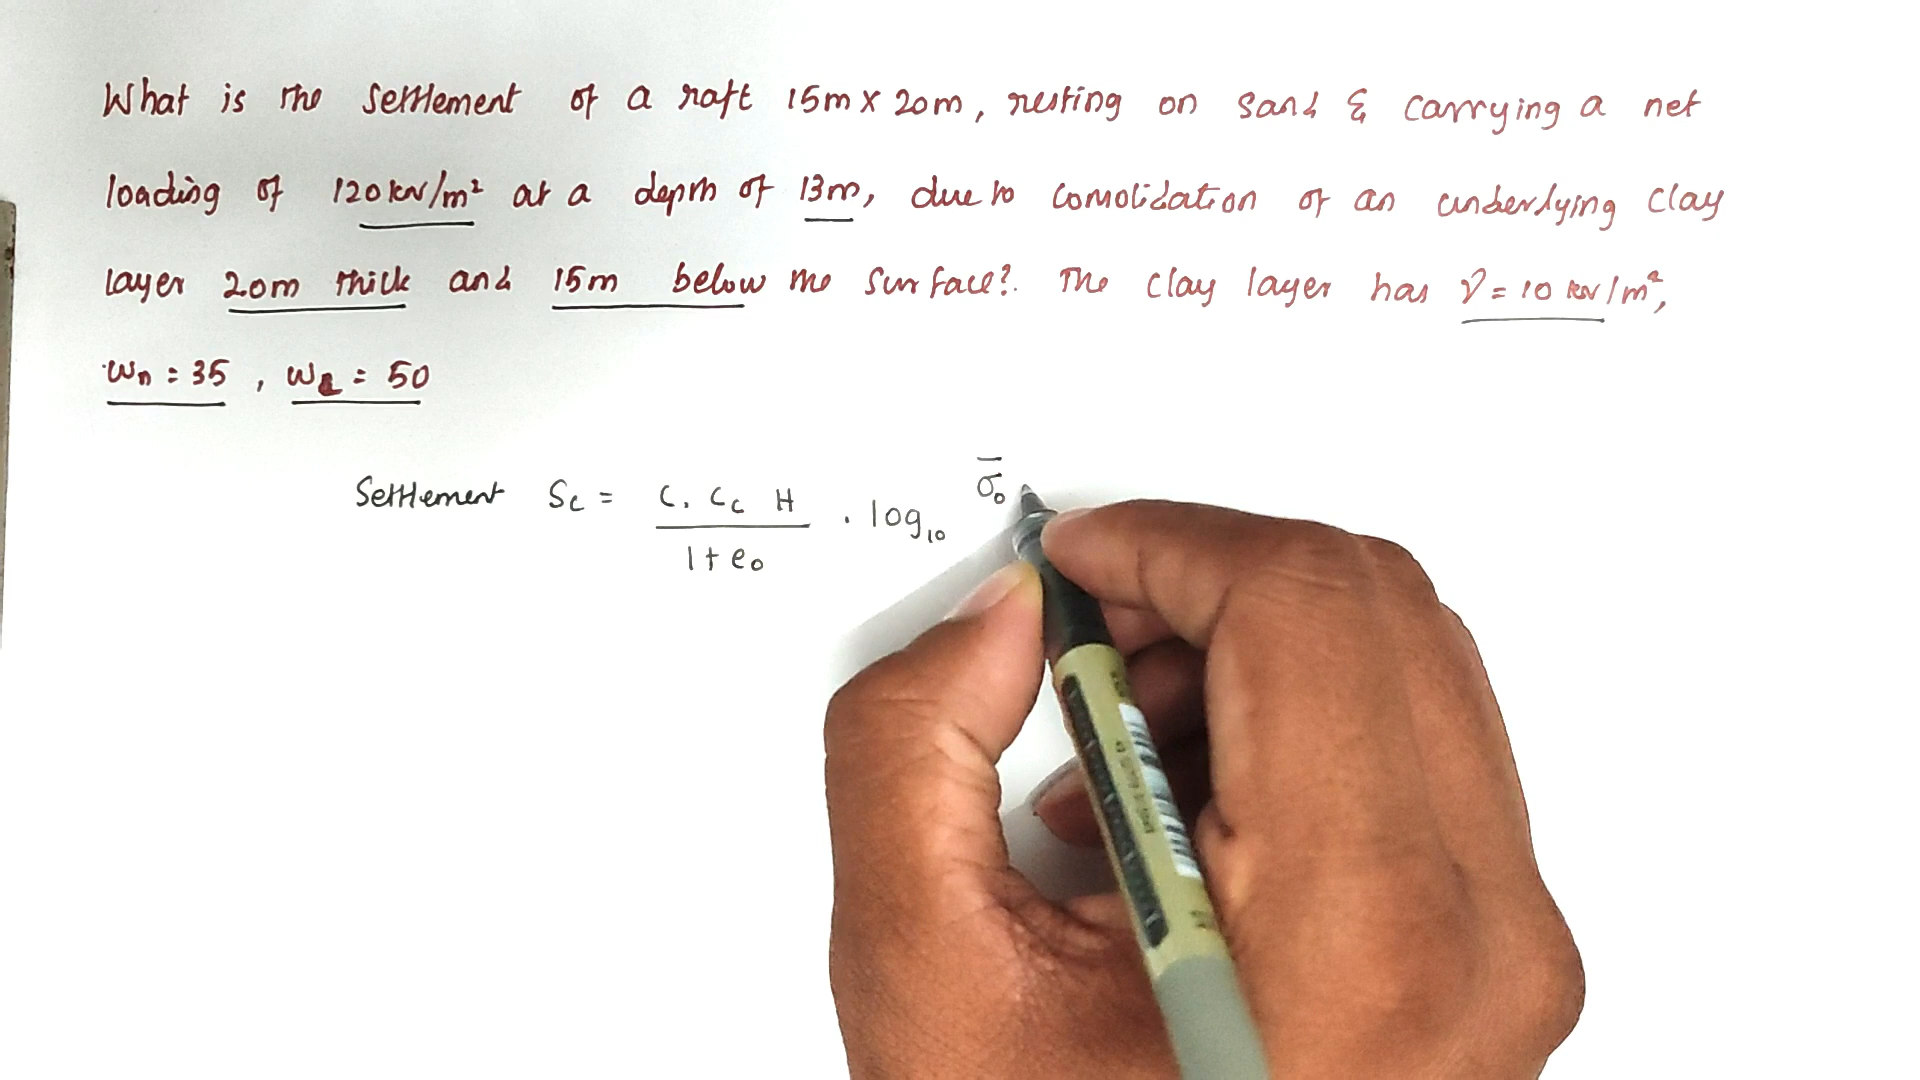 What is the settlement of a raft 15m x 20m, resting on sand & carrying a net
loading of 120 kN/m² at a depth of 13m, due to consolidation of an underlying clay
layer 20m thick and 15m below the surface?. The clay layer has γ = 10 kN/m²,
wn = 35, wL = 50
Settlement Sc = C. Cc H / 1+e₀ . log₁₀ σ̄₀